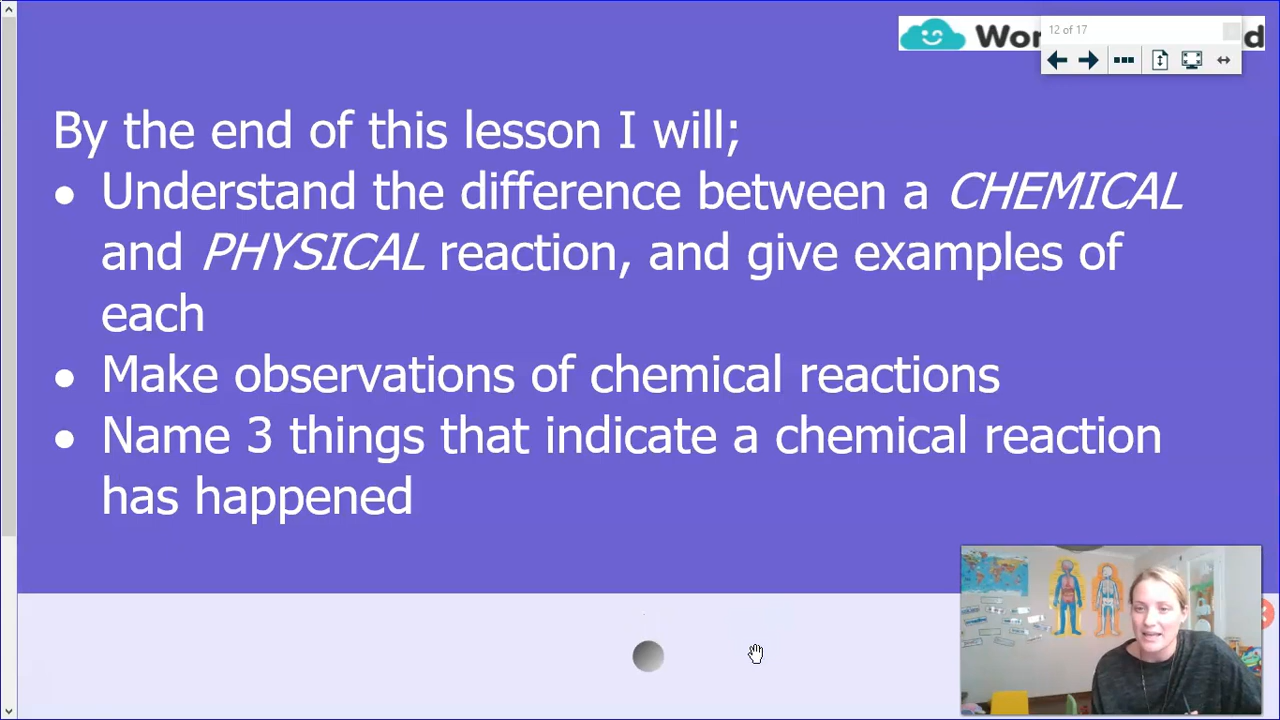 12 of 17
By the end of this lesson I will;
• Understand the difference between a CHEMICAL
and PHYSICAL reaction, and give examples of
each
• Make observations of chemical reactions
• Name 3 things that indicate a chemical reaction
has happened